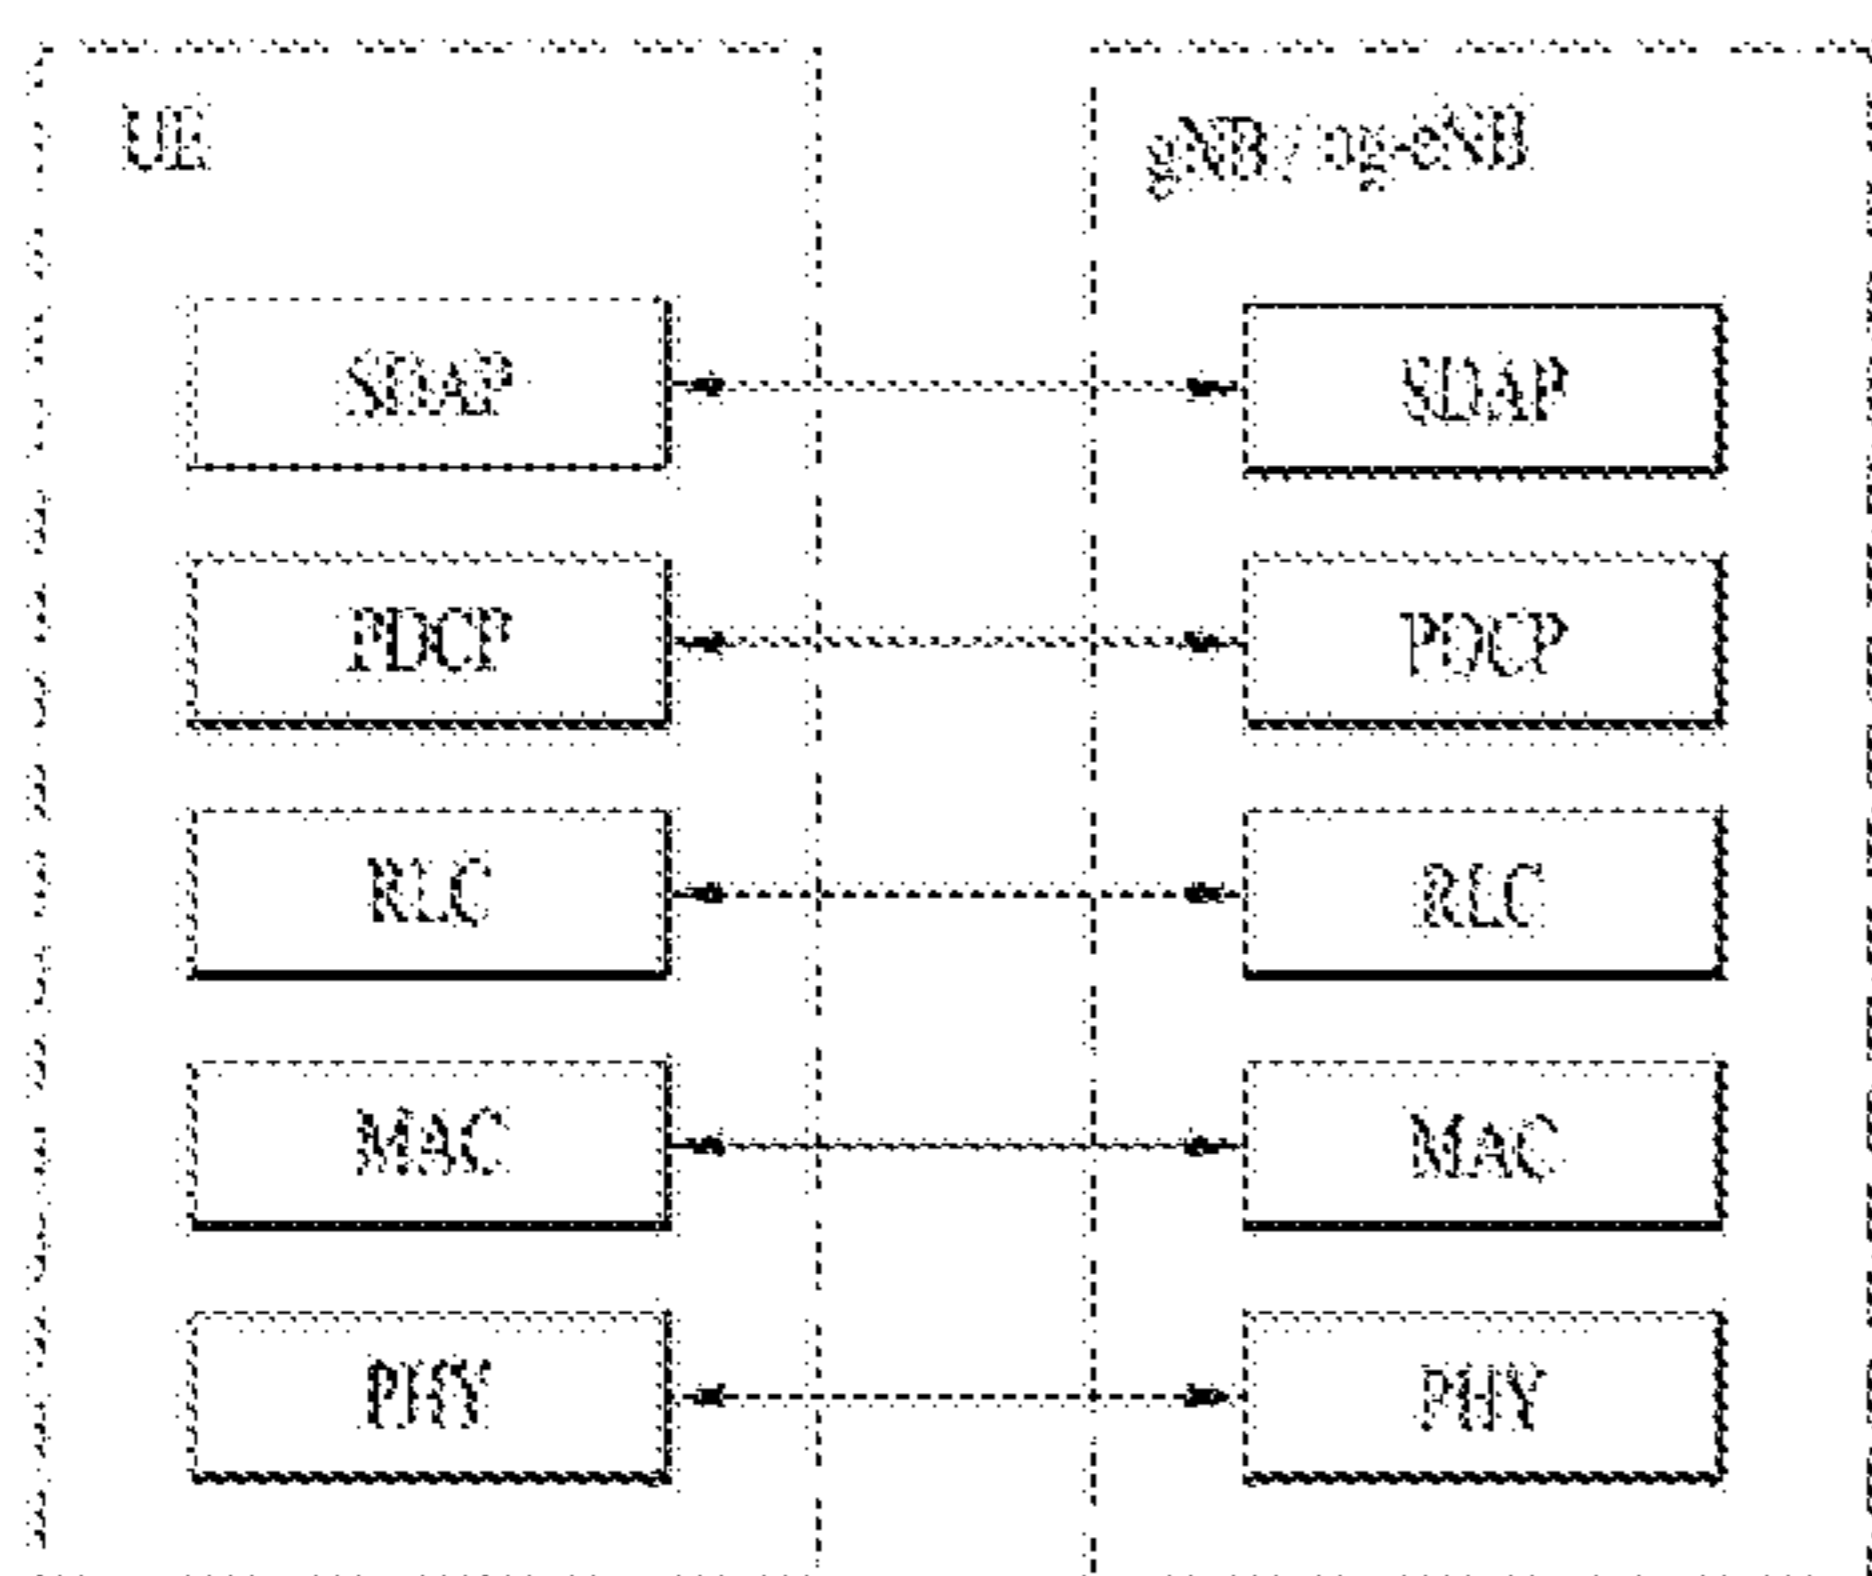 UE
gNB / ng-eNB
SDAP
SDAP
PDCP
PDCP
RLC
RLC
MAC
MAC
PHY
PHY